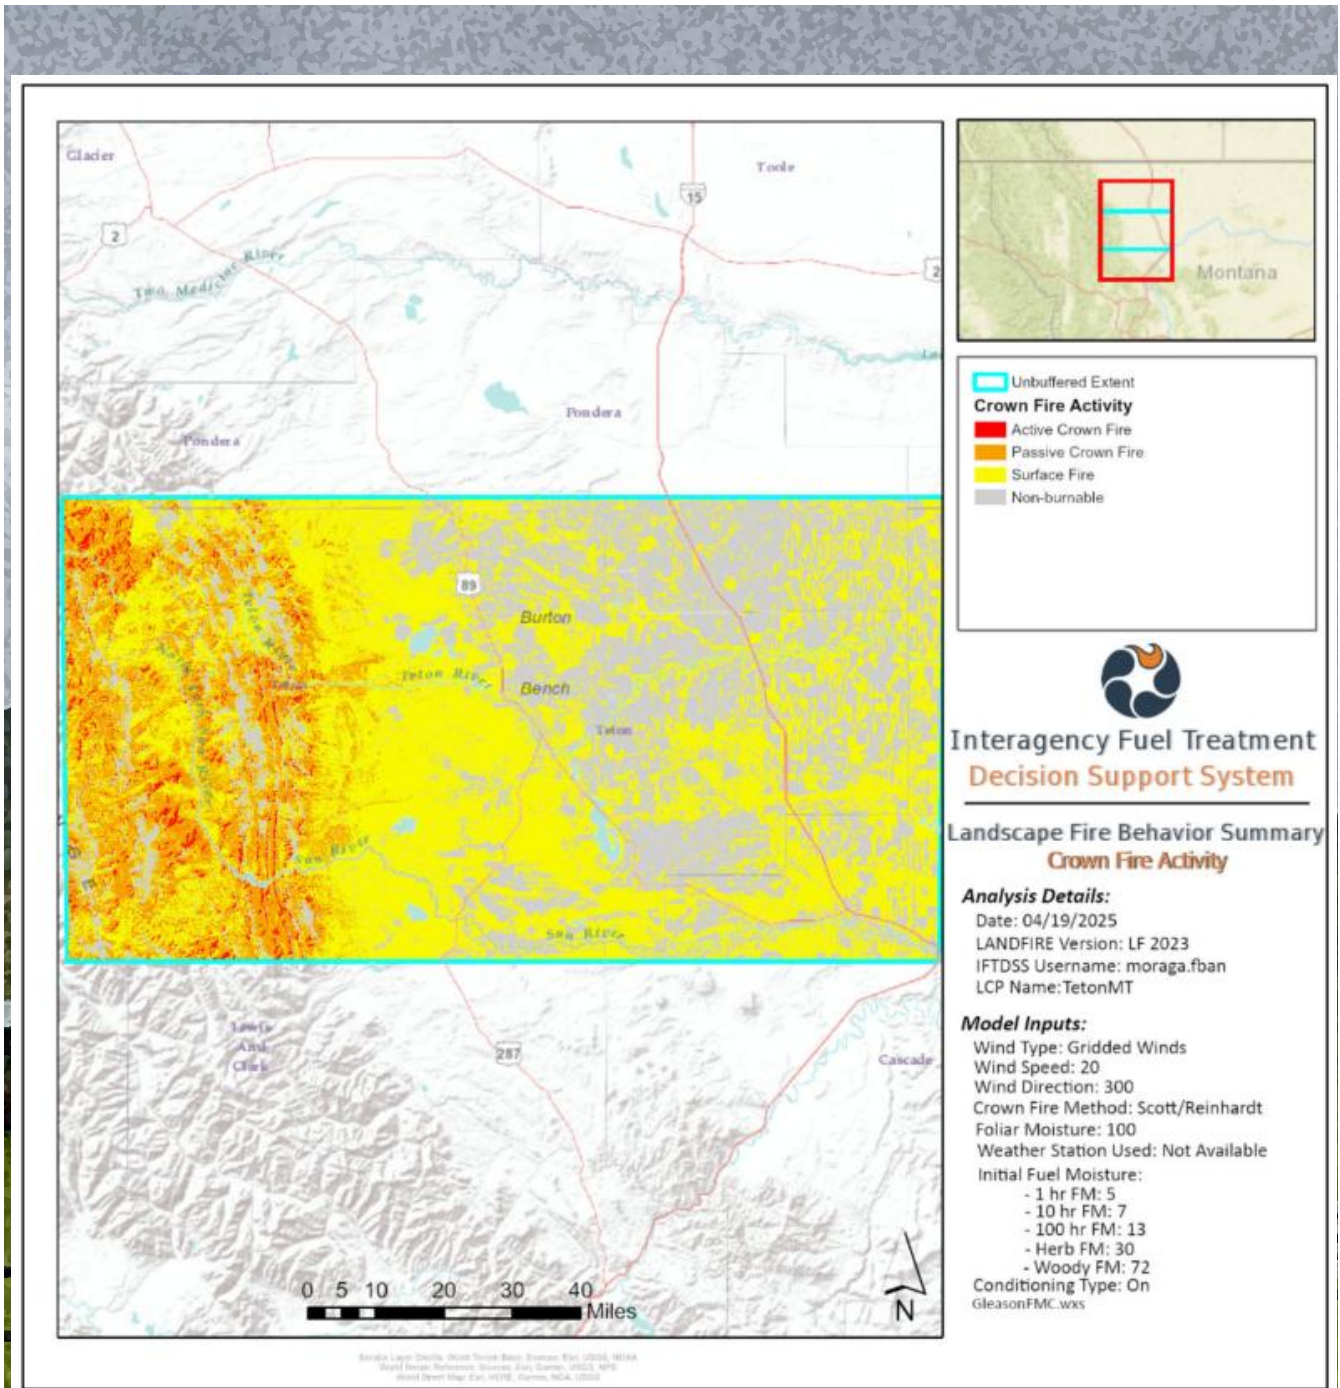 Glacier
Toole
15
2
2
Two Medicine River
Pondera
Pondera
89
Burton
Teton River
Bench
Teton
Sun River
Sun River
Lewis
And
Clark
287
Cascade
0 5 10 20 30 40
Miles
N
Montana
Unbuffered Extent
Crown Fire Activity
Active Crown Fire
Passive Crown Fire
Surface Fire
Non-burnable
Interagency Fuel Treatment
Decision Support System
Landscape Fire Behavior Summary
Crown Fire Activity
Analysis Details:
Date: 04/19/2025
LANDFIRE Version: LF 2023
IFTDSS Username: moraga.fban
LCP Name:TetonMT
Model Inputs:
Wind Type: Gridded Winds
Wind Speed: 20
Wind Direction: 300
Crown Fire Method: Scott/Reinhardt
Foliar Moisture: 100
Weather Station Used: Not Available
Initial Fuel Moisture:
- 1 hr FM: 5
- 10 hr FM: 7
- 100 hr FM: 13
- Herb FM: 30
- Woody FM: 72
Conditioning Type: On
GleasonFMC.wxs